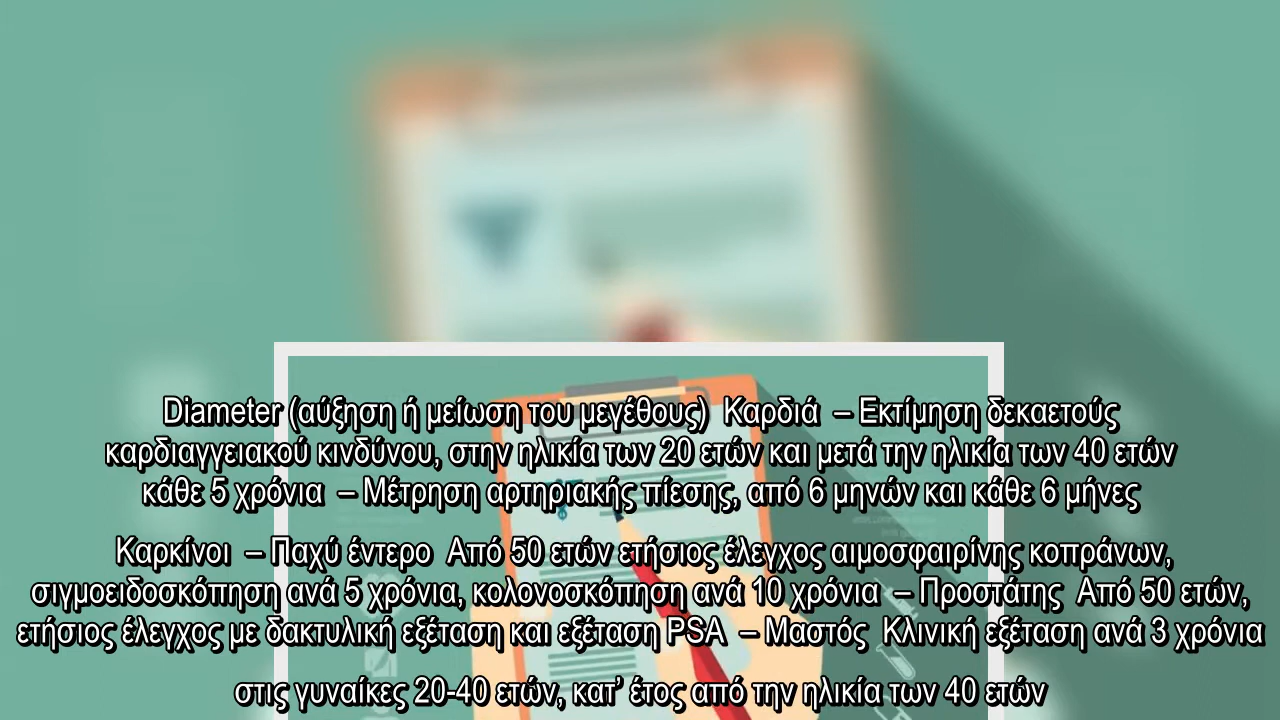 Diameter (αύξηση ή μείωση του μεγέθους)  Καρδιά  – Εκτίμηση δεκαετούς
καρδιαγγειακού κινδύνου, στην ηλικία των 20 ετών και μετά την ηλικία των 40 ετών
κάθε 5 χρόνια  – Μέτρηση αρτηριακής πίεσης, από 6 μηνών και κάθε 6 μήνες
Καρκίνοι  – Παχύ έντερο  Από 50 ετών ετήσιος έλεγχος αιμοσφαιρίνης κοπράνων,
σιγμοειδοσκόπηση ανά 5 χρόνια, κολονοσκόπηση ανά 10 χρόνια  – Προστάτης  Από 50 ετών,
ετήσιος έλεγχος με δακτυλική εξέταση και εξέταση PSA  – Μαστός  Κλινική εξέταση ανά 3 χρόνια
στις γυναίκες 20-40 ετών, κατ’ έτος από την ηλικία των 40 ετών